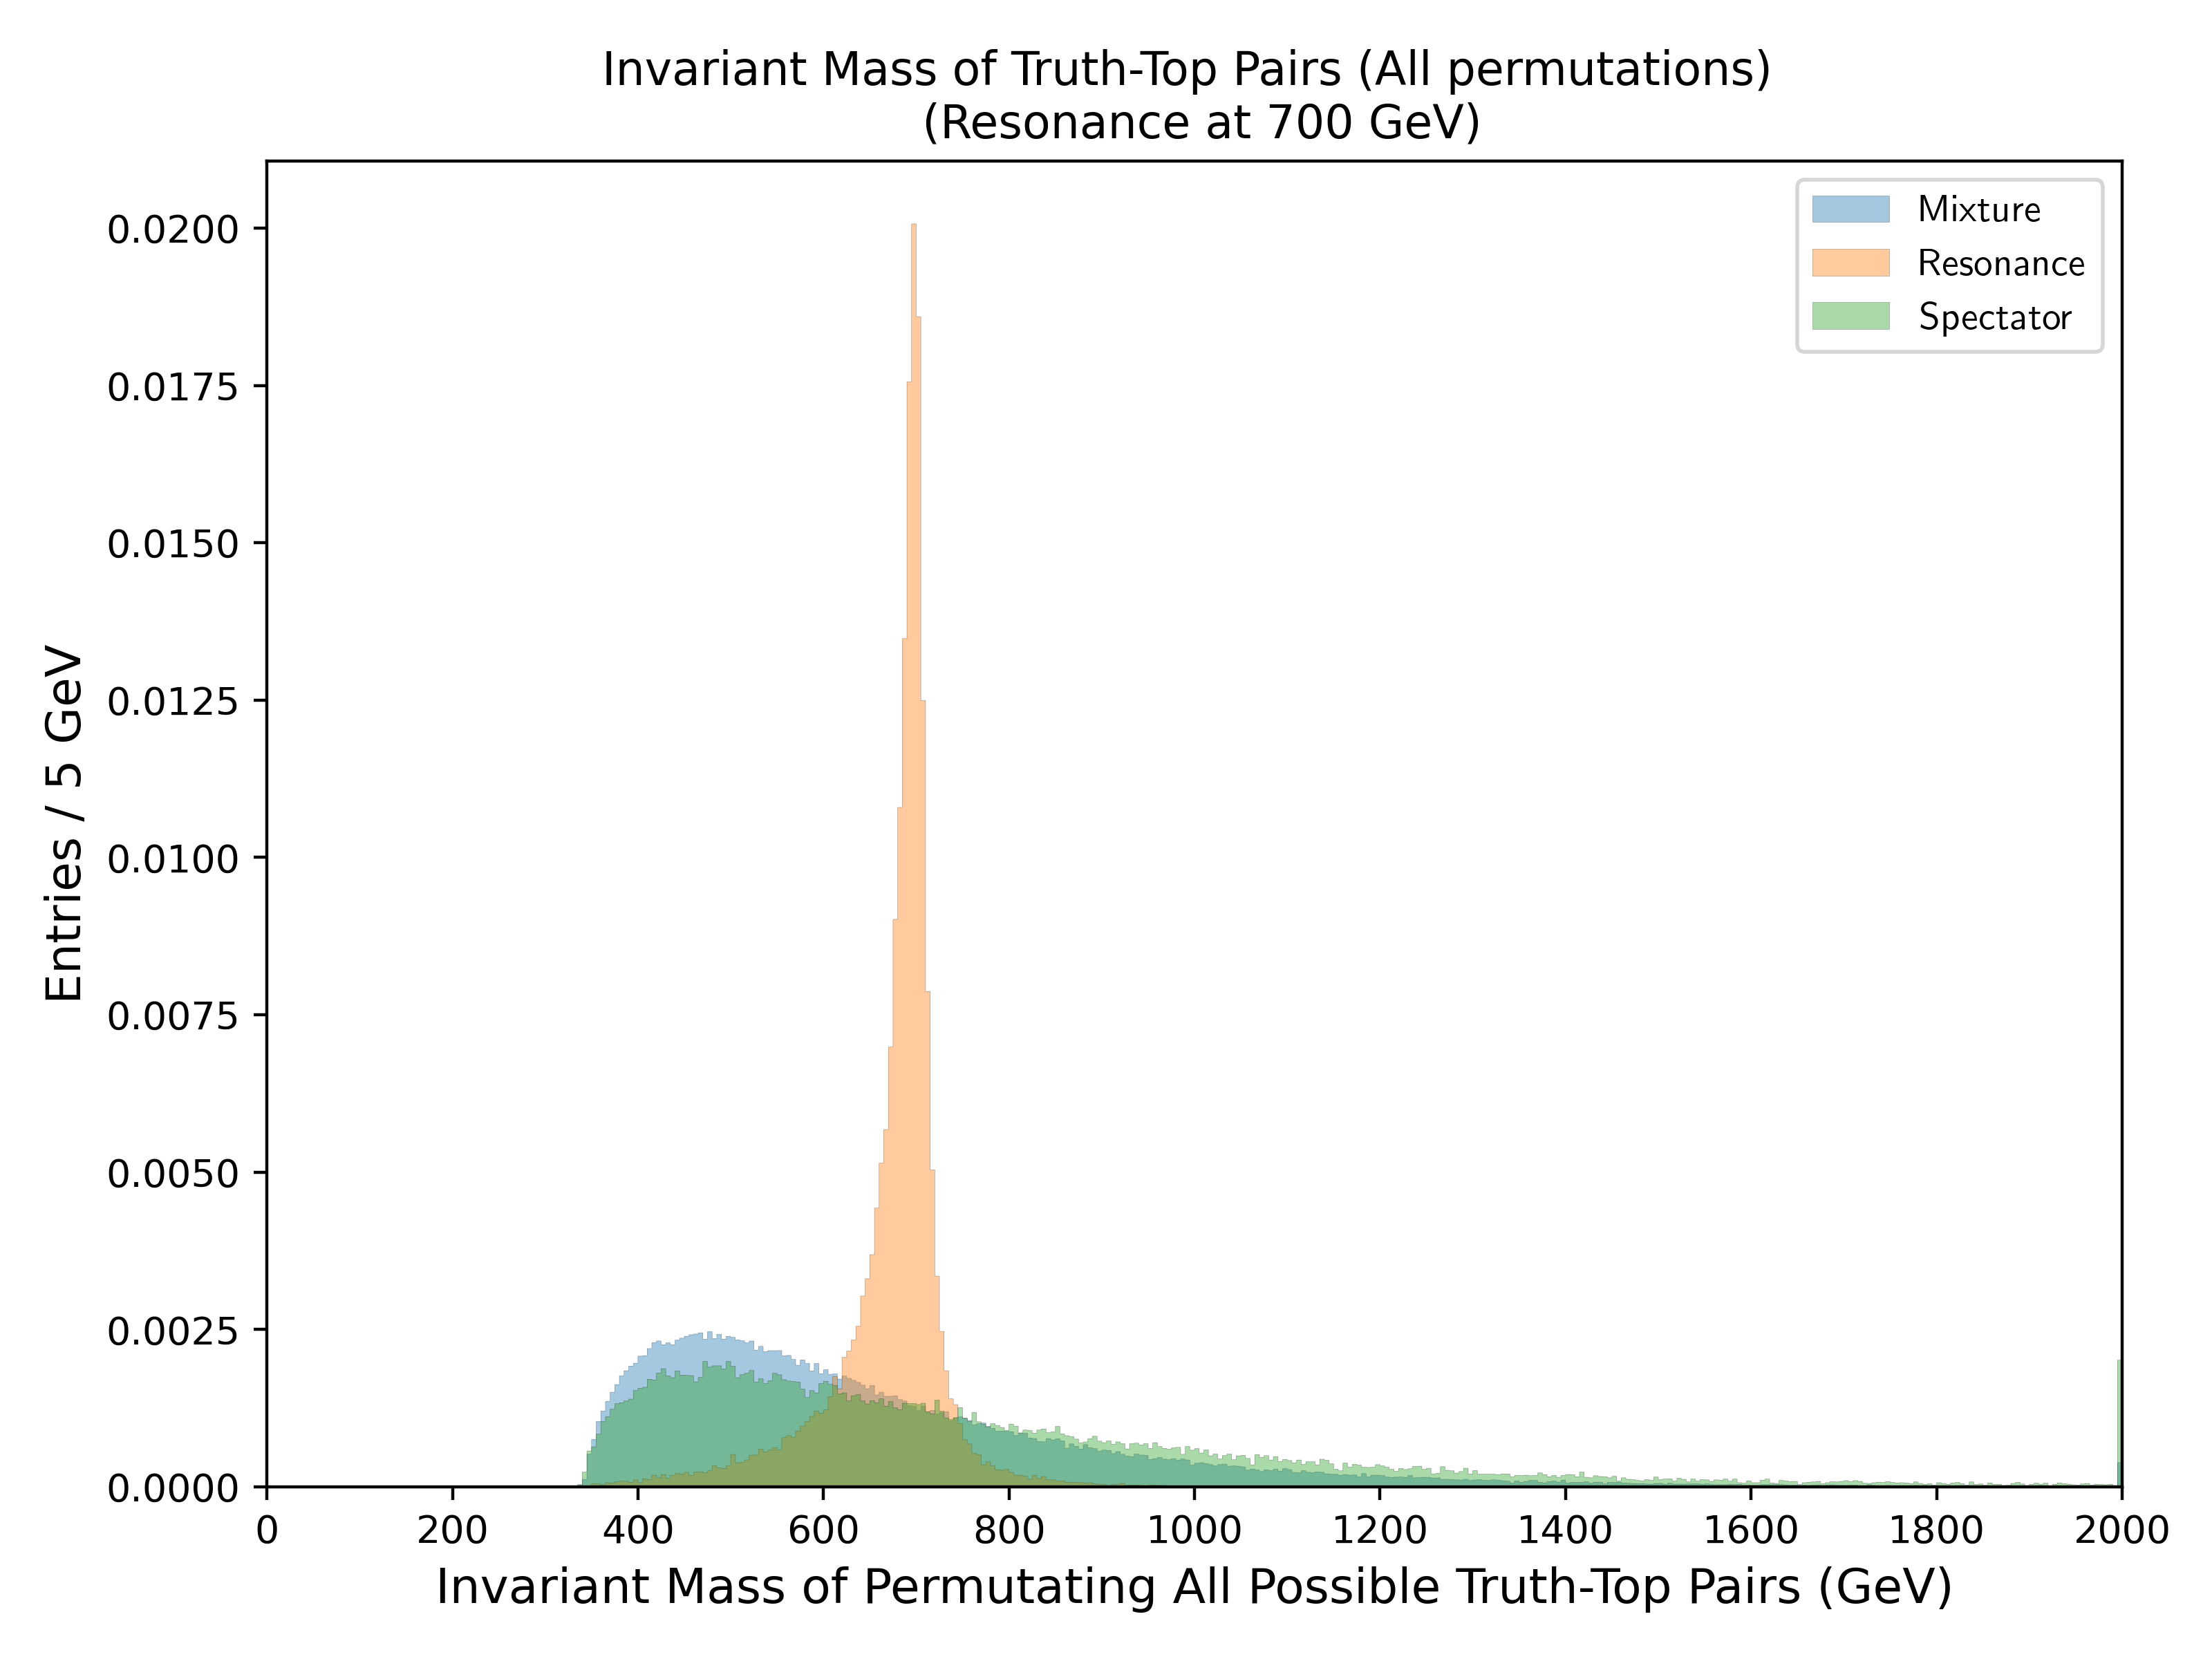 Invariant Mass of Truth-Top Pairs (All permutations)
(Resonance at 700 GeV)
Mixture
Resonance
Spectator
Entries / 5 GeV
0.0200
0.0175
0.0150
0.0125
0.0100
0.0075
0.0050
0.0025
0.0000
0 200 400 600 800 1000 1200 1400 1600 1800 2000
Invariant Mass of Permutating All Possible Truth-Top Pairs (GeV)